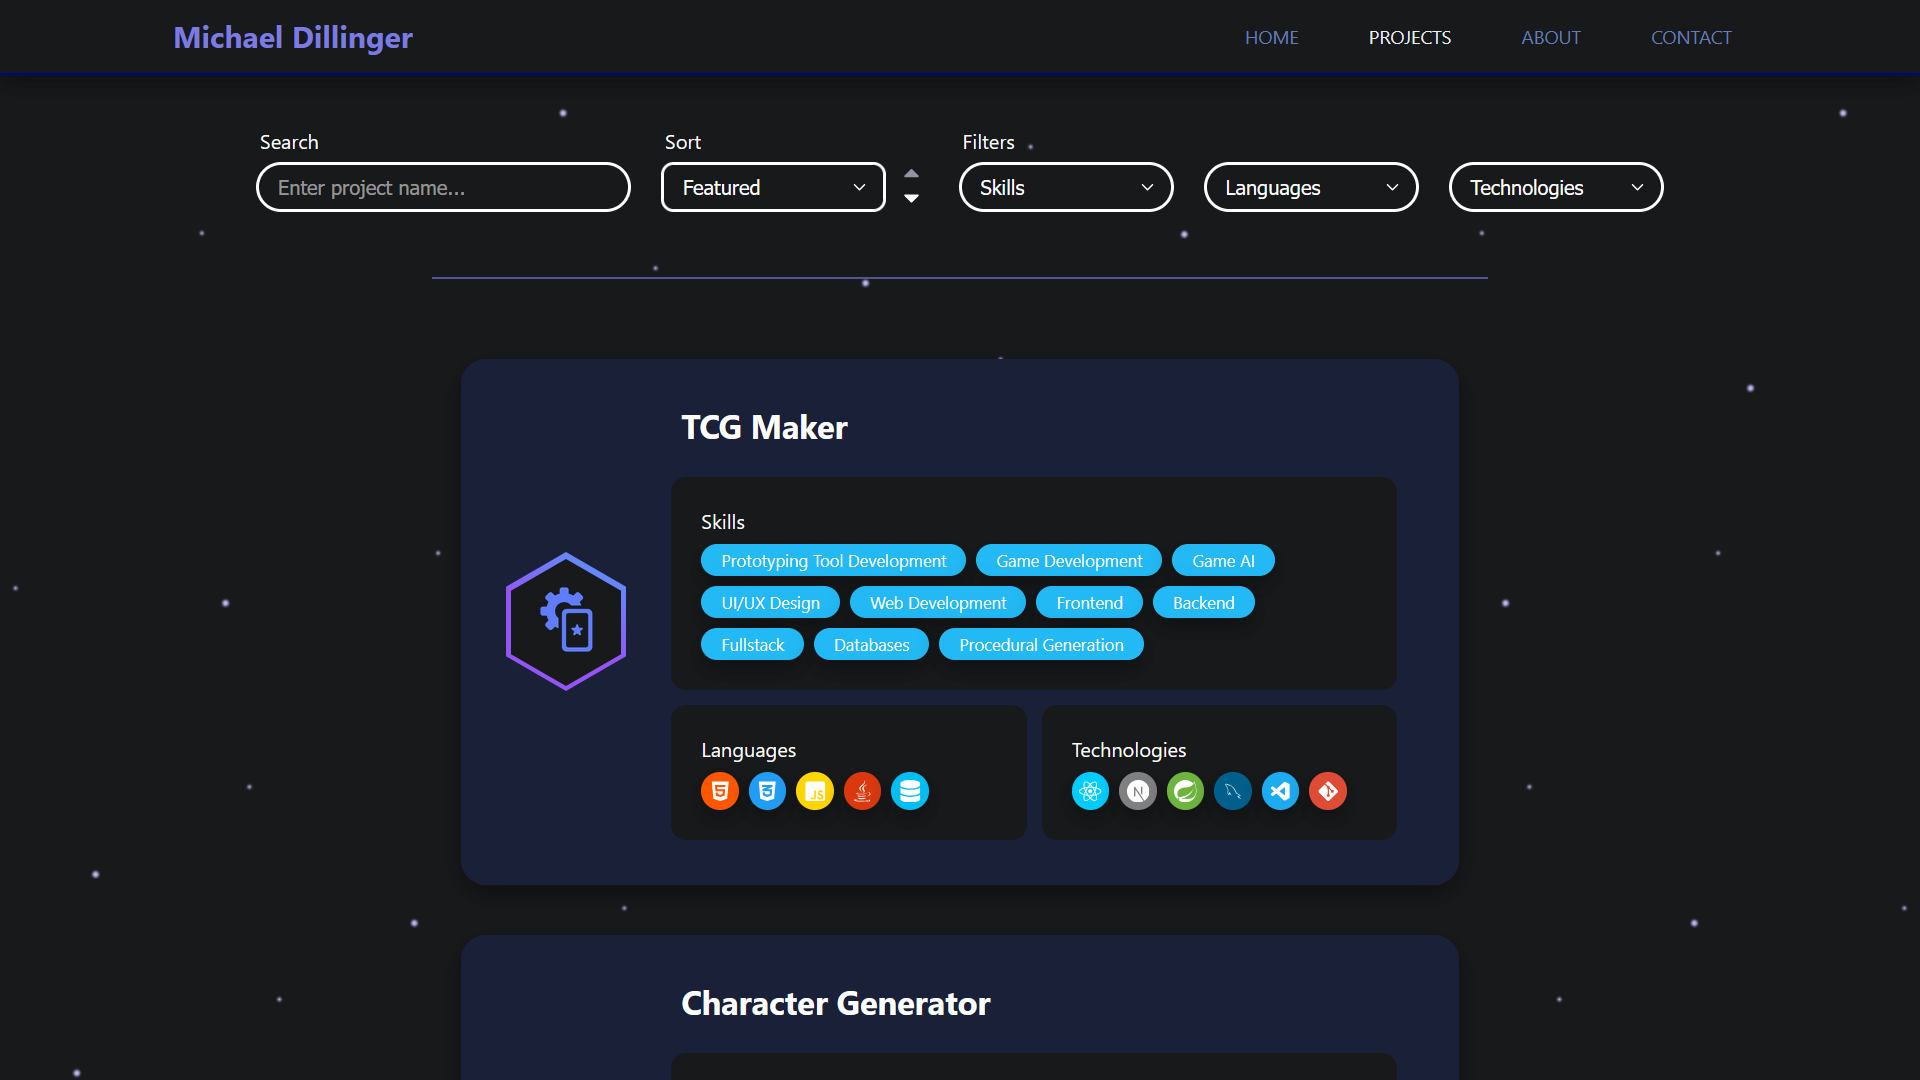 Michael Dillinger
HOME PROJECTS ABOUT CONTACT
Search Sort Filters
Enter project name... Featured Skills Languages Technologies
TCG Maker
Skills
Prototyping Tool Development Game Development Game AI
UI/UX Design Web Development Frontend Backend
Fullstack Databases Procedural Generation
Languages Technologies
5 3 JS N
Character Generator